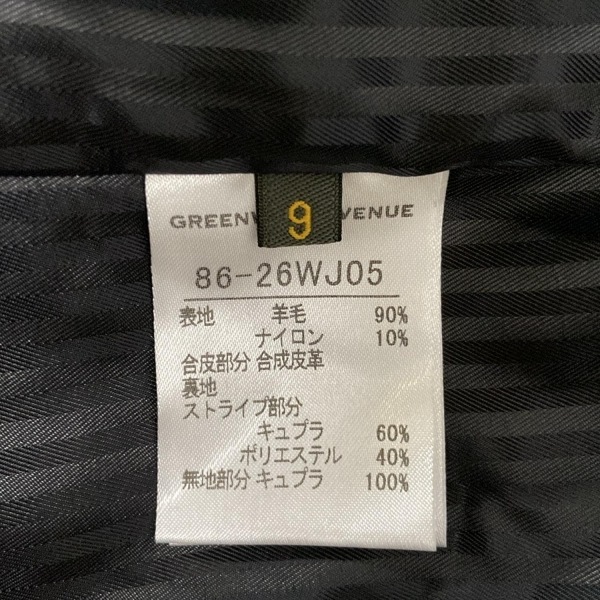 9
GREENW VENUE
86-26WJ05
表地 羊毛 90%
ナイロン 10%
合皮部分 合成皮革
裏地
ストライプ部分
キュプラ 60%
ポリエステル 40%
無地部分 キュプラ 100%